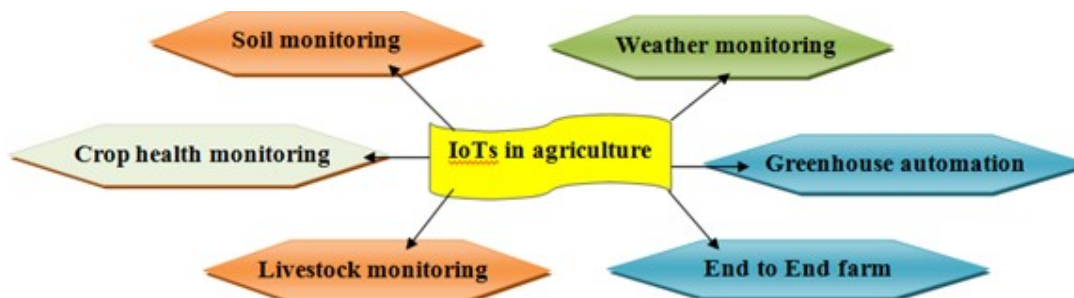 Soil monitoring
Weather monitoring
Crop health monitoring
IoTs in agriculture
Greenhouse automation
Livestock monitoring
End to End farm